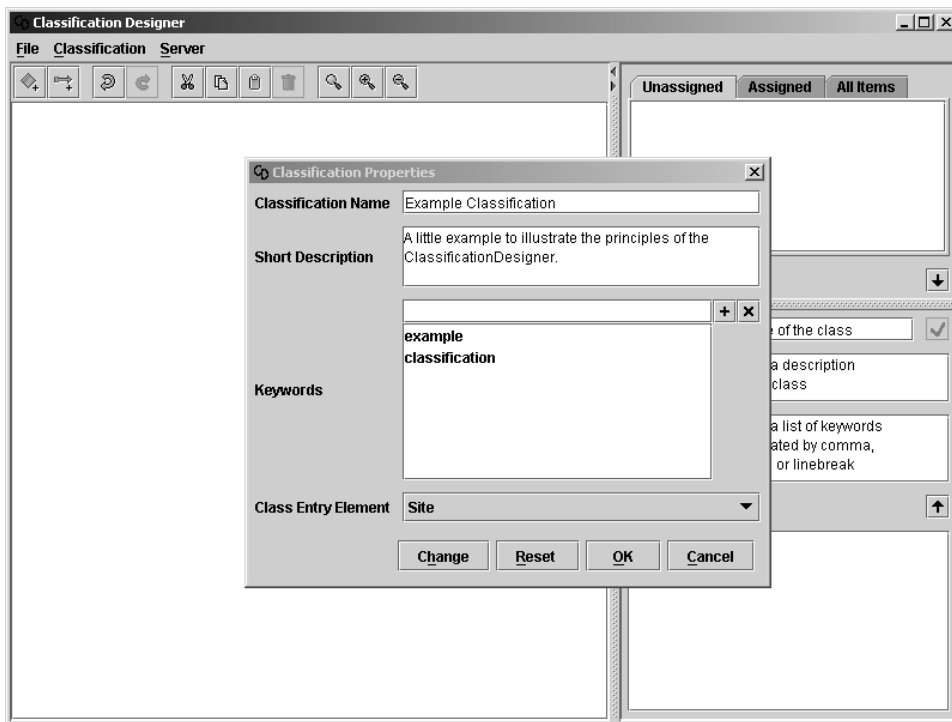 Classification Designer
File Classification Server
Unassigned Assigned All Items
Classification Properties
Classification Name Example Classification
Short Description
A little example to illustrate the principles of the
ClassificationDesigner.
+ x
example
classification
Keywords
Class Entry Element Site
Change Reset OK Cancel
of the class
a description
class
a list of keywords
ated by comma,
or linebreak